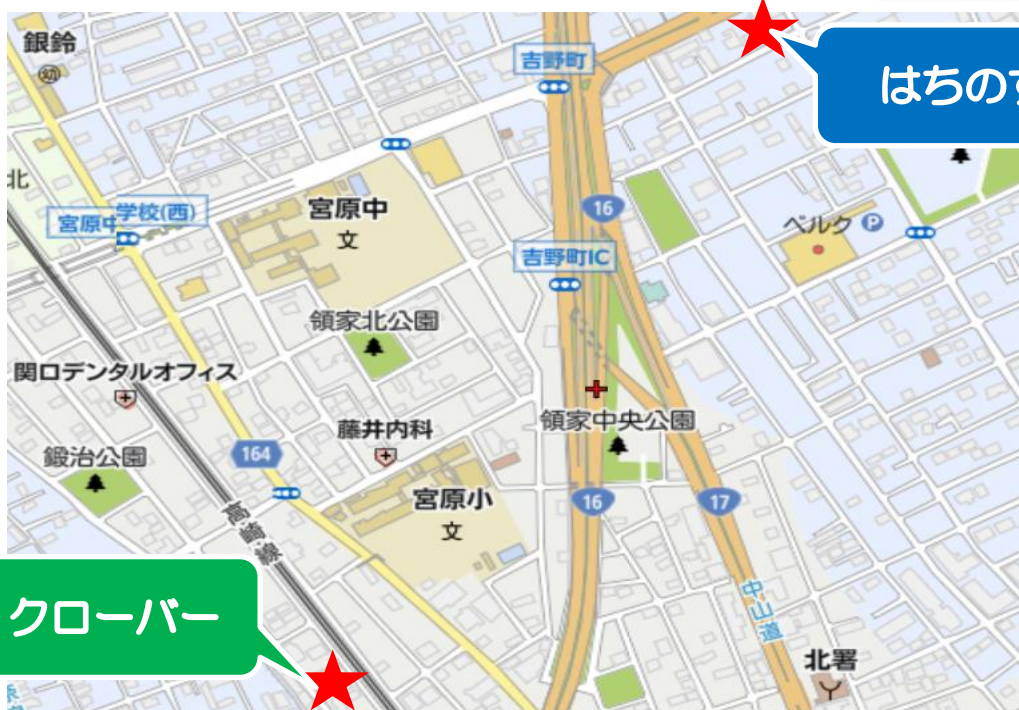 銀鈴
幼
吉野町
はちのす
北
宮原中学校(西)
宮原中
文
16
ベルク P
吉野町IC
領家北公園
関口デンタルオフィス
藤井内科
領家中央公園
164
鍛治公園
宮原小
文
16
17
高崎線
中山道
クローバー
北署